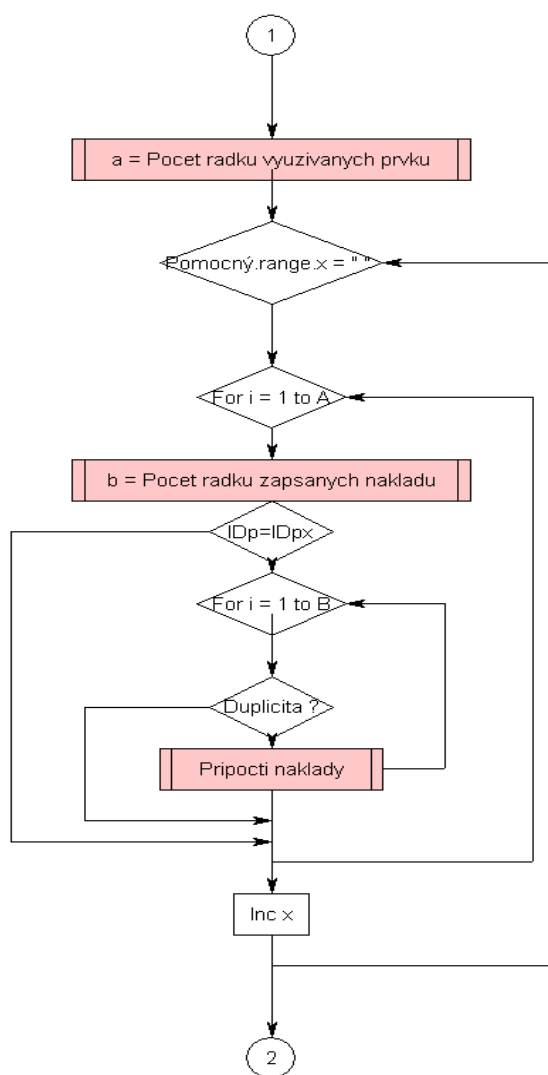 1
a = Pocet radku vyuzivanych prvku
Pomocný.range.x = " "
For i = 1 to A
b = Pocet radku zapsanych nakladu
IDp=IDpx
For i = 1 to B
Duplicita ?
Pripocti naklady
Inc x
2